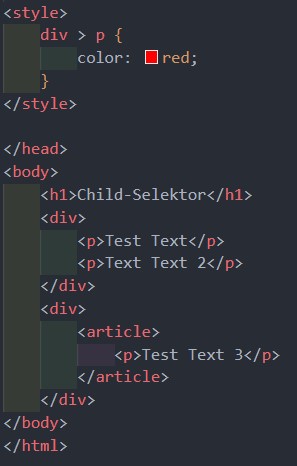 <style>
    div > p {
        color: red;
    }
</style>

</head>
<body>
    <h1>Child-Selektor</h1>
    <div>
        <p>Test Text</p>
        <p>Text Text 2</p>
    </div>
    <div>
        <article>
            <p>Test Text 3</p>
        </article>
    </div>
</body>
</html>